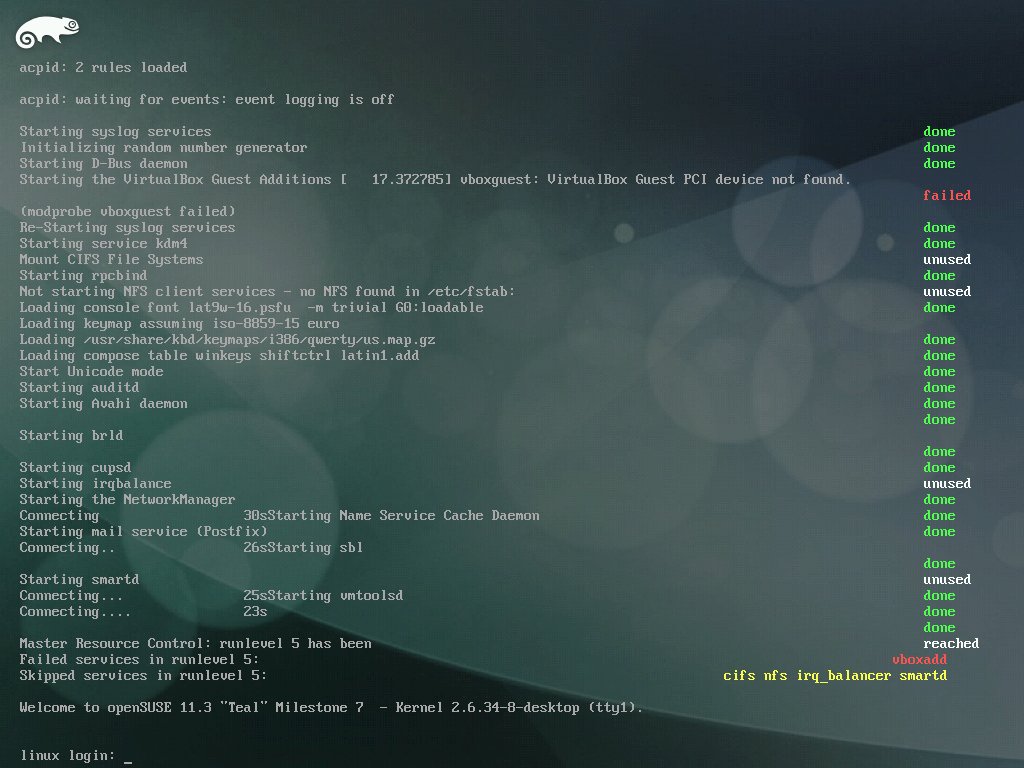 acpid: 2 rules loaded
acpid: waiting for events: event logging is off
Starting syslog services done
Initializing random number generator done
Starting D-Bus daemon done
Starting the VirtualBox Guest Additions [   17.372785] vboxguest: VirtualBox Guest PCI device not found.
failed
(modprobe vboxguest failed)
Re-Starting syslog services done
Starting service kdm4 done
Mount CIFS File Systems unused
Starting rpcbind done
Not starting NFS client services - no NFS found in /etc/fstab: unused
Loading console font lat9w-16.psfu  -m trivial G0:loadable done
Loading keymap assuming iso-8859-15 euro
Loading /usr/share/kbd/keymaps/i386/qwerty/us.map.gz done
Loading compose table winkeys shiftctrl latin1.add done
Start Unicode mode done
Starting auditd done
Starting Avahi daemon done
done
Starting brld
done
Starting cupsd done
Starting irqbalance unused
Starting the NetworkManager done
Connecting 30sStarting Name Service Cache Daemon done
Starting mail service (Postfix) done
Connecting.. 26sStarting sbl
done
Starting smartd unused
Connecting... 25sStarting vmtoolsd done
Connecting.... 23s done
done
Master Resource Control: runlevel 5 has been reached
Failed services in runlevel 5: vboxadd
Skipped services in runlevel 5: cifs nfs irq_balancer smartd
Welcome to openSUSE 11.3 "Teal" Milestone 7  - Kernel 2.6.34-8-desktop (tty1).
linux login: _